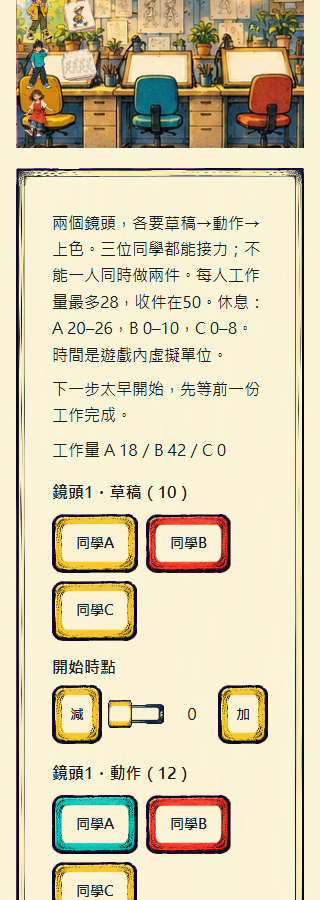 兩個鏡頭，各要草稿→動作→
上色。三位同學都能接力；不
能一人同時做兩件。每人工作
量最多28，收件在50。休息：
A 20–26，B 0–10，C 0–8。
時間是遊戲內虛擬單位。
下一步太早開始，先等前一份
工作完成。
工作量 A 18 / B 42 / C 0
鏡頭1・草稿（10）
同學A 同學B
同學C
開始時點
減 0 加
鏡頭1・動作（12）
同學A 同學B
同學C